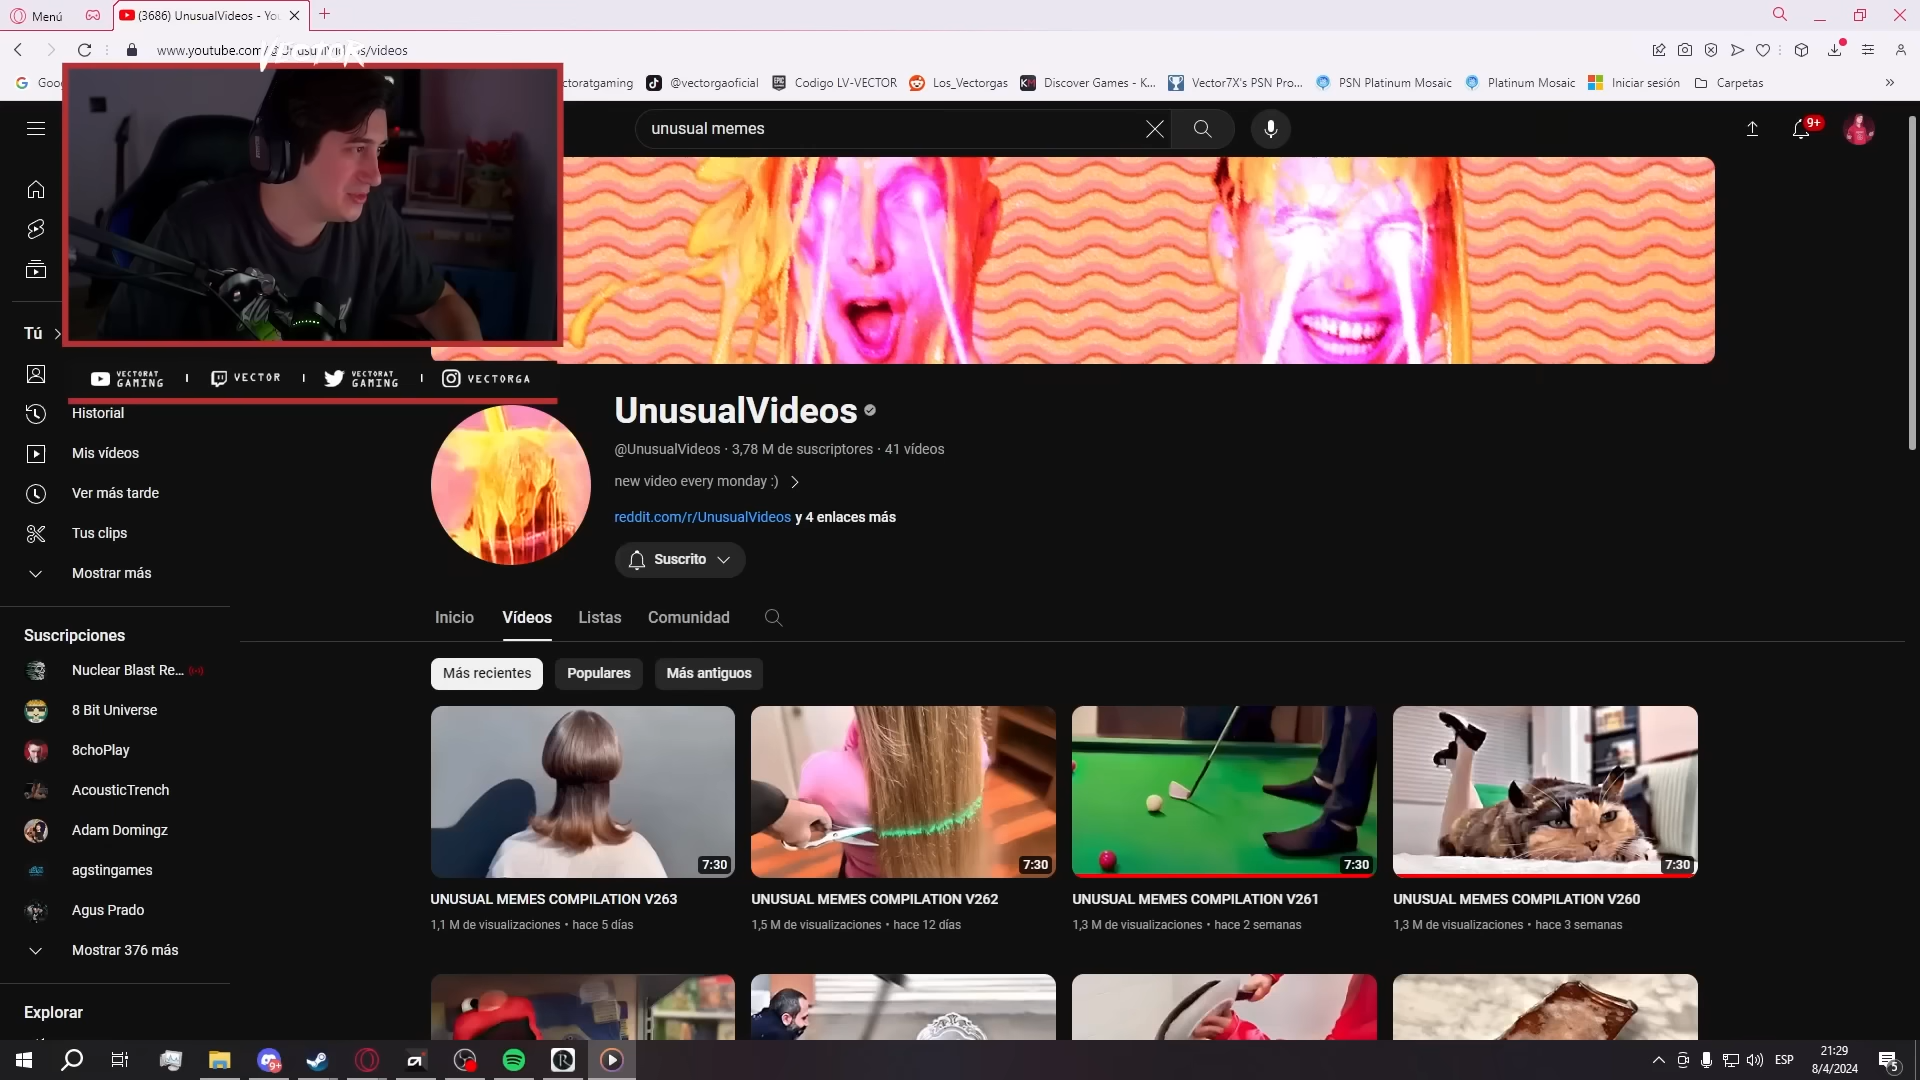 Menú
(3686) UnusualVideos - You
www.youtube.com/@UnusualVideos/videos
VECTOR
Goog
ctoratgaming
@vectorgaoficial
Codigo LV-VECTOR
Los_Vectorgas
Discover Games - K...
Vector7X's PSN Pro...
PSN Platinum Mosaic
Platinum Mosaic
Iniciar sesión
Carpetas
unusual memes
9+
Tú
VECTORAT GAMING
VECTOR
VECTORAT GAMING
VECTORGA
Historial
Mis vídeos
Ver más tarde
Tus clips
Mostrar más
Suscripciones
Nuclear Blast Re...
8 Bit Universe
8choPlay
AcousticTrench
Adam Domingz
agstingames
Agus Prado
Mostrar 376 más
Explorar
UnusualVideos
@UnusualVideos · 3,78 M de suscriptores · 41 vídeos
new video every monday :)
reddit.com/r/UnusualVideos y 4 enlaces más
Suscrito
Inicio
Vídeos
Listas
Comunidad
Más recientes
Populares
Más antiguos
7:30
7:30
7:30
7:30
UNUSUAL MEMES COMPILATION V263
1,1 M de visualizaciones • hace 5 días
UNUSUAL MEMES COMPILATION V262
1,5 M de visualizaciones • hace 12 días
UNUSUAL MEMES COMPILATION V261
1,3 M de visualizaciones • hace 2 semanas
UNUSUAL MEMES COMPILATION V260
1,3 M de visualizaciones • hace 3 semanas
9+
ESP
21:29
8/4/2024
5